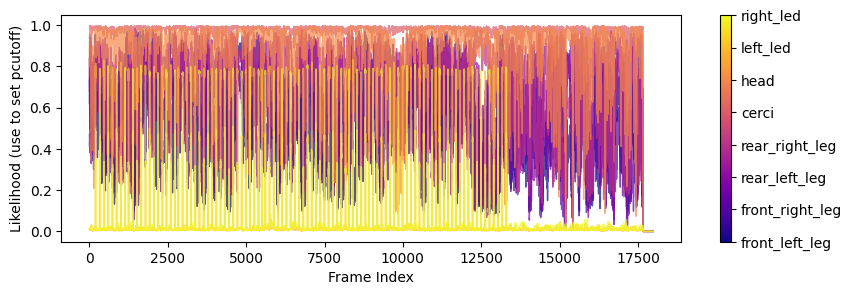 Likelihood (use to set pcutoff)
1.0
0.8
0.6
0.4
0.2
0.0
0
2500
5000
7500
10000
12500
15000
17500
Frame Index
right_led
left_led
head
cerci
rear_right_leg
rear_left_leg
front_right_leg
front_left_leg